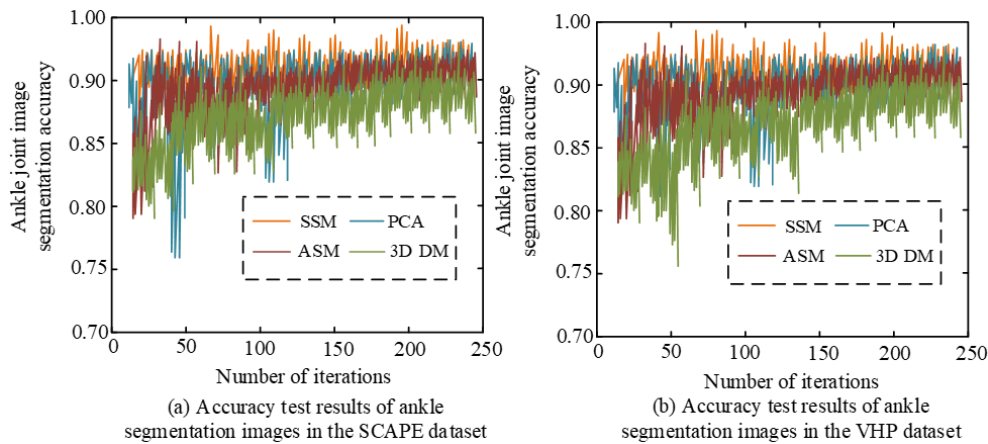 1.00
0.95
0.90
0.85
0.80
0.75
0.70
Ankle joint image
segmentation accuracy
SSM
PCA
ASM
3D DM
0
50
100
150
200
250
Number of iterations
(a) Accuracy test results of ankle
segmentation images in the SCAPE dataset
1.00
0.95
0.90
0.85
0.80
0.75
0.70
Ankle joint image
segmentation accuracy
SSM
PCA
ASM
3D DM
0
50
100
150
200
250
Number of iterations
(b) Accuracy test results of ankle
segmentation images in the VHP dataset